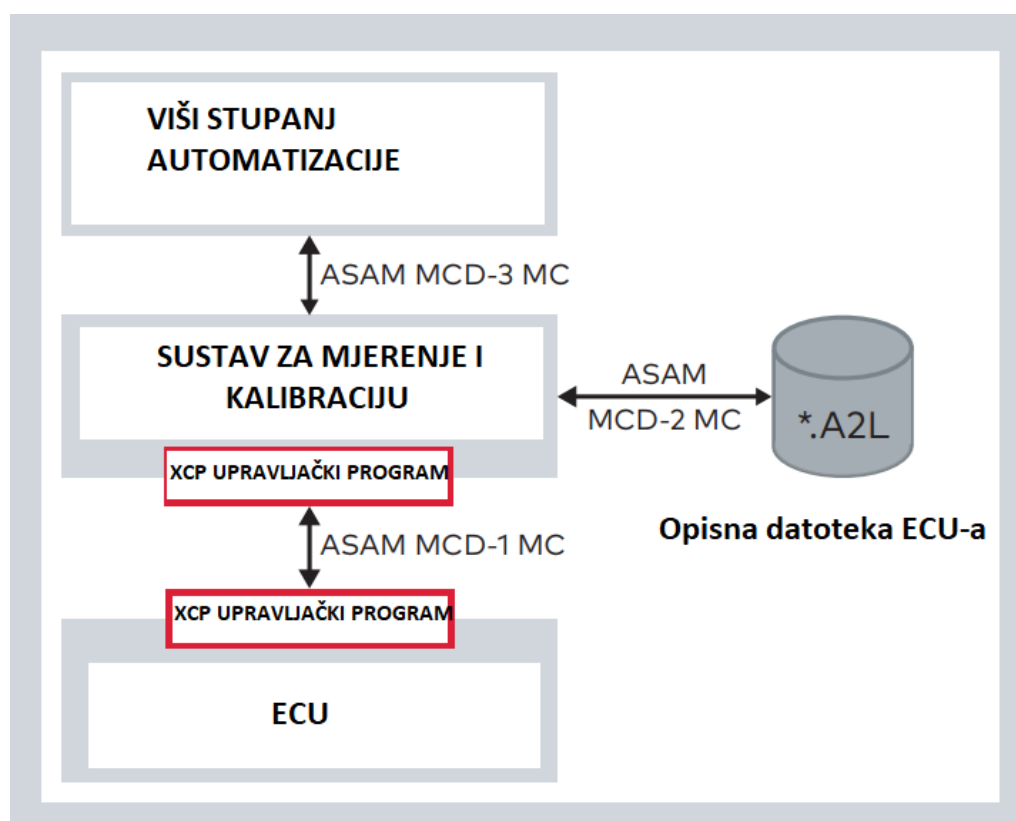 VIŠI STUPANJ
AUTOMATIZACIJE
ASAM MCD-3 MC
SUSTAV ZA MJERENJE I
KALIBRACIJU
ASAM
MCD-2 MC
*.A2L
XCP UPRAVLJAČKI PROGRAM
Opisna datoteka ECU-a
ASAM MCD-1 MC
XCP UPRAVLJAČKI PROGRAM
ECU